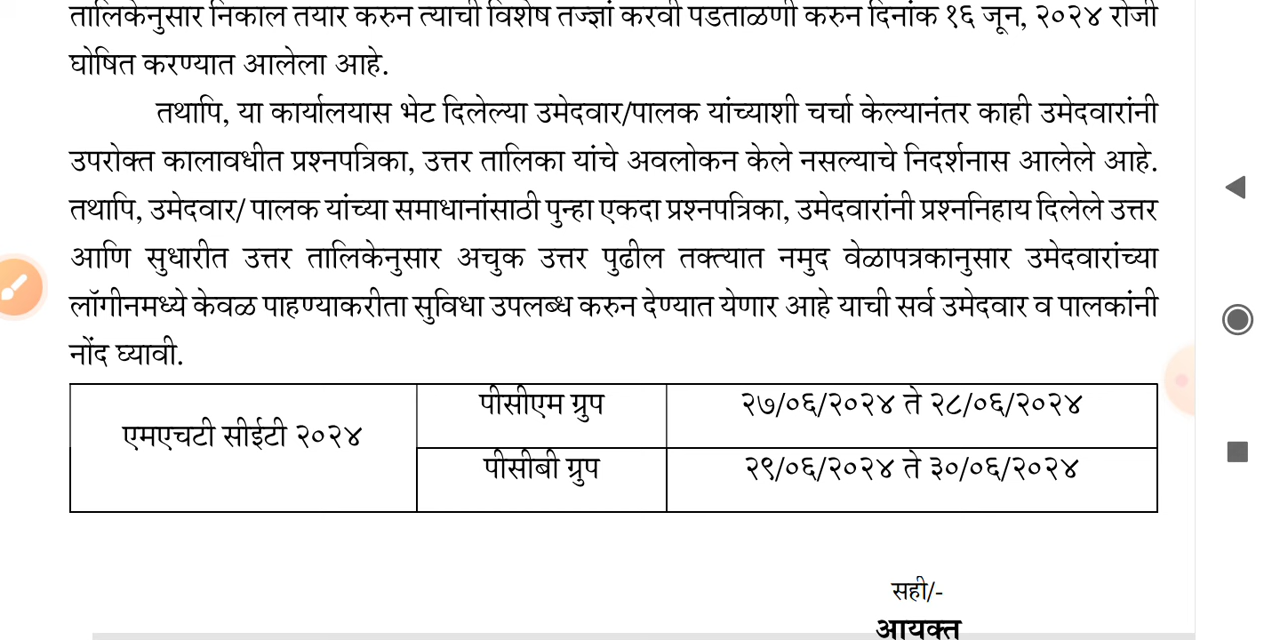 तालिकेनुसार निकाल तयार करुन त्याची विशेष तज्ज्ञां करवी पडताळणी करुन दिनांक १६ जून, २०२४ रोजी
घोषित करण्यात आलेला आहे.
तथापि, या कार्यालयास भेट दिलेल्या उमेदवार/पालक यांच्याशी चर्चा केल्यानंतर काही उमेदवारांनी
उपरोक्त कालावधीत प्रश्नपत्रिका, उत्तर तालिका यांचे अवलोकन केले नसल्याचे निदर्शनास आलेले आहे.
तथापि, उमेदवार/ पालक यांच्या समाधानांसाठी पुन्हा एकदा प्रश्नपत्रिका, उमेदवारांनी प्रश्ननिहाय दिलेले उत्तर
आणि सुधारीत उत्तर तालिकेनुसार अचुक उत्तर पुढील तक्त्यात नमुद वेळापत्रकानुसार उमेदवारांच्या
लॉगीनमध्ये केवळ पाहण्याकरीता सुविधा उपलब्ध करुन देण्यात येणार आहे याची सर्व उमेदवार व पालकांनी
नोंद घ्यावी.
एमएचटी सीईटी २०२४
पीसीएम ग्रुप
२७/०६/२०२४ ते २८/०६/२०२४
पीसीबी ग्रुप
२९/०६/२०२४ ते ३०/०६/२०२४
सही/-
आयुक्त